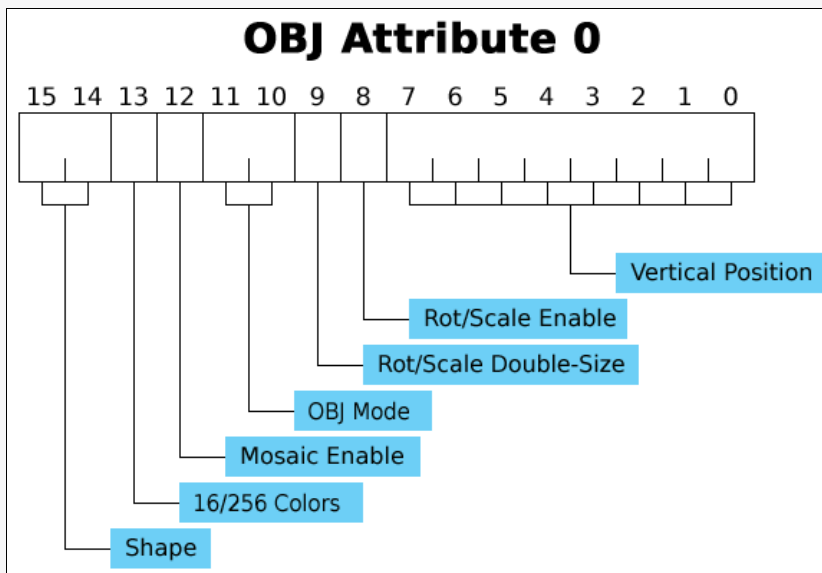 OBJ Attribute 0
15 14 13 12 11 10 9 8 7 6 5 4 3 2 1 0
Vertical Position
Rot/Scale Enable
Rot/Scale Double-Size
OBJ Mode
Mosaic Enable
16/256 Colors
Shape